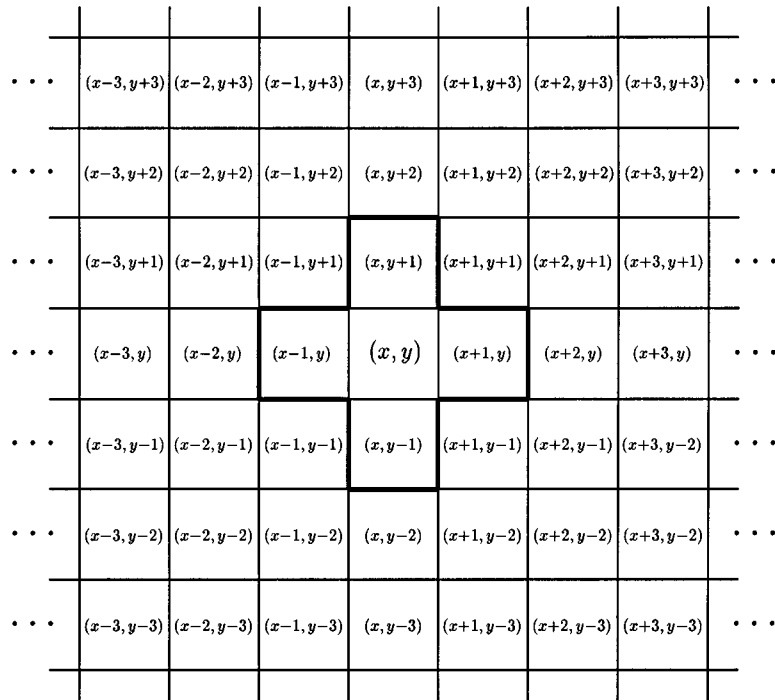 · · · (x−3, y+3) (x−2, y+3) (x−1, y+3) (x, y+3) (x+1, y+3) (x+2, y+3) (x+3, y+3) · · ·
· · · (x−3, y+2) (x−2, y+2) (x−1, y+2) (x, y+2) (x+1, y+2) (x+2, y+2) (x+3, y+2) · · ·
· · · (x−3, y+1) (x−2, y+1) (x−1, y+1) (x, y+1) (x+1, y+1) (x+2, y+1) (x+3, y+1) · · ·
· · · (x−3, y) (x−2, y) (x−1, y) (x, y) (x+1, y) (x+2, y) (x+3, y) · · ·
· · · (x−3, y−1) (x−2, y−1) (x−1, y−1) (x, y−1) (x+1, y−1) (x+2, y−1) (x+3, y−2) · · ·
· · · (x−3, y−2) (x−2, y−2) (x−1, y−2) (x, y−2) (x+1, y−2) (x+2, y−2) (x+3, y−2) · · ·
· · · (x−3, y−3) (x−2, y−3) (x−1, y−3) (x, y−3) (x+1, y−3) (x+2, y−3) (x+3, y−3) · · ·